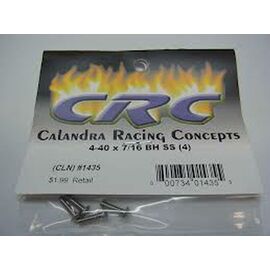 CRC
Calandra Racing Concepts
4-40 x 7/16 BH SS (4)
(CLN) #1435
$1.99 Retail
0 00734 01435 3